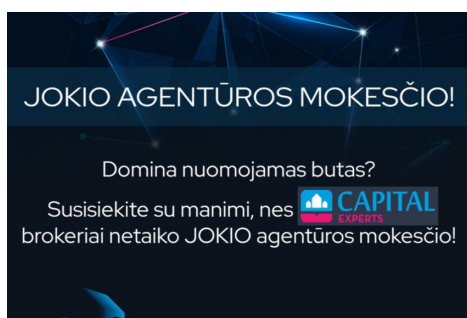 JOKIO AGENTŪROS MOKESČIO!
Domina nuomojamas butas?
Susisiekite su manimi, nes CAPITAL EXPERTS
brokeriai netaiko JOKIO agentūros mokesčio!